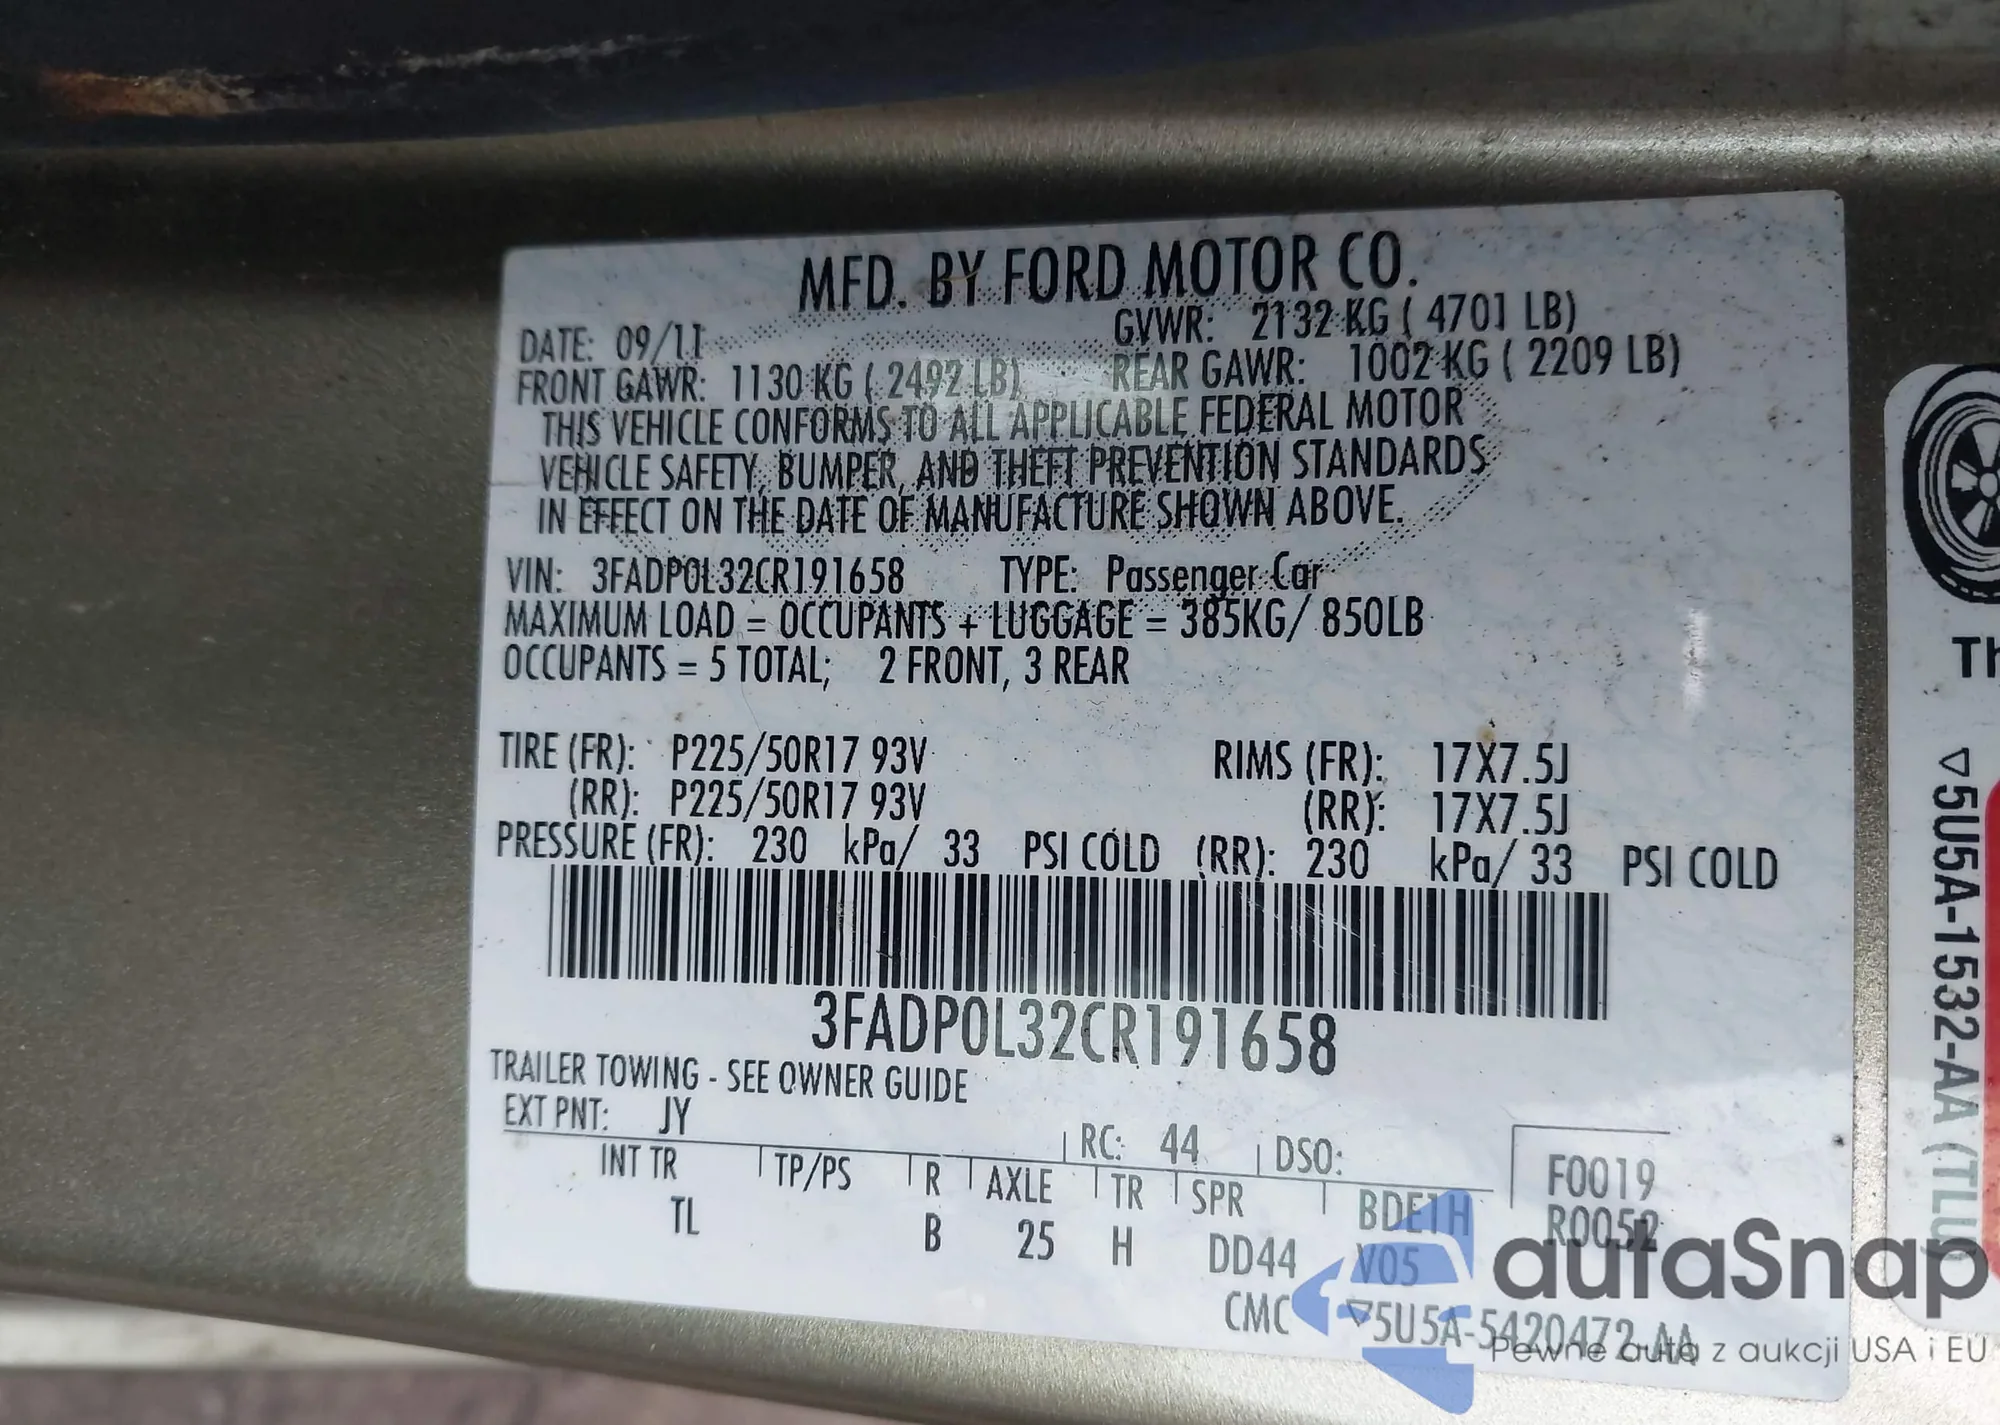 MFD. BY FORD MOTOR CO.
DATE: 09/11 GVWR: 2132 KG ( 4701 LB)
FRONT GAWR: 1130 KG ( 2492 LB) REAR GAWR: 1002 KG ( 2209 LB)
THIS VEHICLE CONFORMS TO ALL APPLICABLE FEDERAL MOTOR
VEHICLE SAFETY, BUMPER, AND THEFT PREVENTION STANDARDS
IN EFFECT ON THE DATE OF MANUFACTURE SHOWN ABOVE.
VIN: 3FADP0L32CR191658 TYPE: Passenger Car
MAXIMUM LOAD = OCCUPANTS + LUGGAGE = 385KG/ 850LB
OCCUPANTS = 5 TOTAL; 2 FRONT, 3 REAR
TIRE (FR): P225/50R17 93V RIMS (FR): 17X7.5J
(RR): P225/50R17 93V (RR): 17X7.5J
PRESSURE (FR): 230 kPa/ 33 PSI COLD (RR): 230 kPa/ 33 PSI COLD
3FADP0L32CR191658
TRAILER TOWING - SEE OWNER GUIDE
EXT PNT: JY RC: 44 DSO:
INT TR TP/PS R AXLE TR SPR BDE1H F0019
TL B 25 H DD44 V05 R0052
CMC ▽5U5A-5420472-AA
Th
▽5U5A-1532-AA (TLU)
autaSnap
Pewne auta z aukcji USA i EU